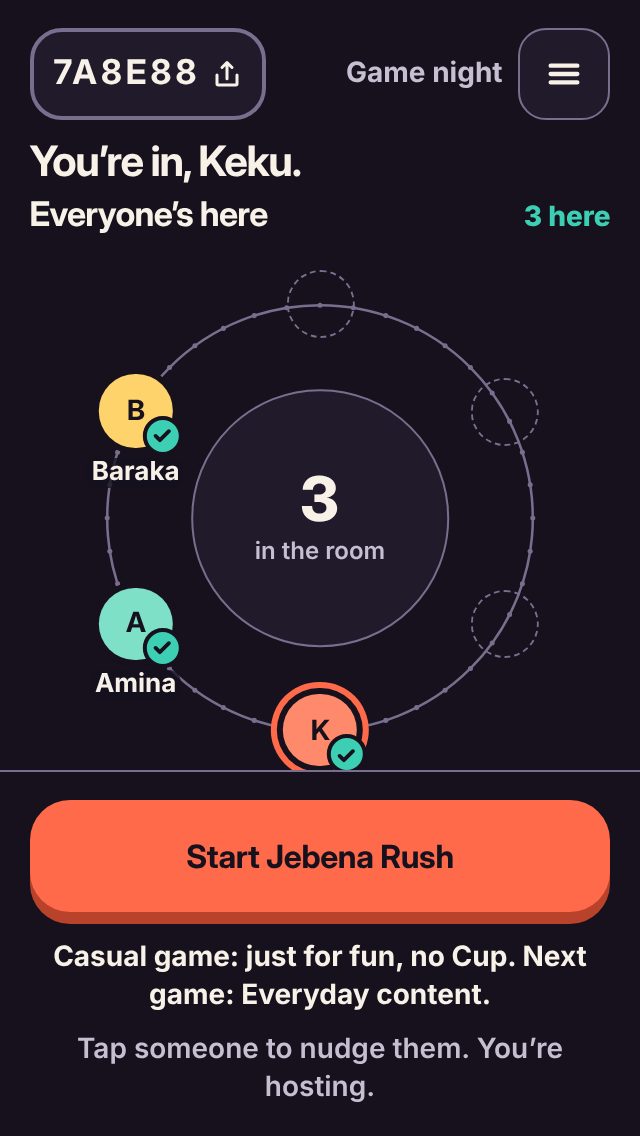 7A8E88
Game night
You’re in, Keku.
Everyone’s here
3 here
B
Baraka
3
in the room
A
Amina
K
Start Jebena Rush
Casual game: just for fun, no Cup. Next
game: Everyday content.
Tap someone to nudge them. You’re
hosting.